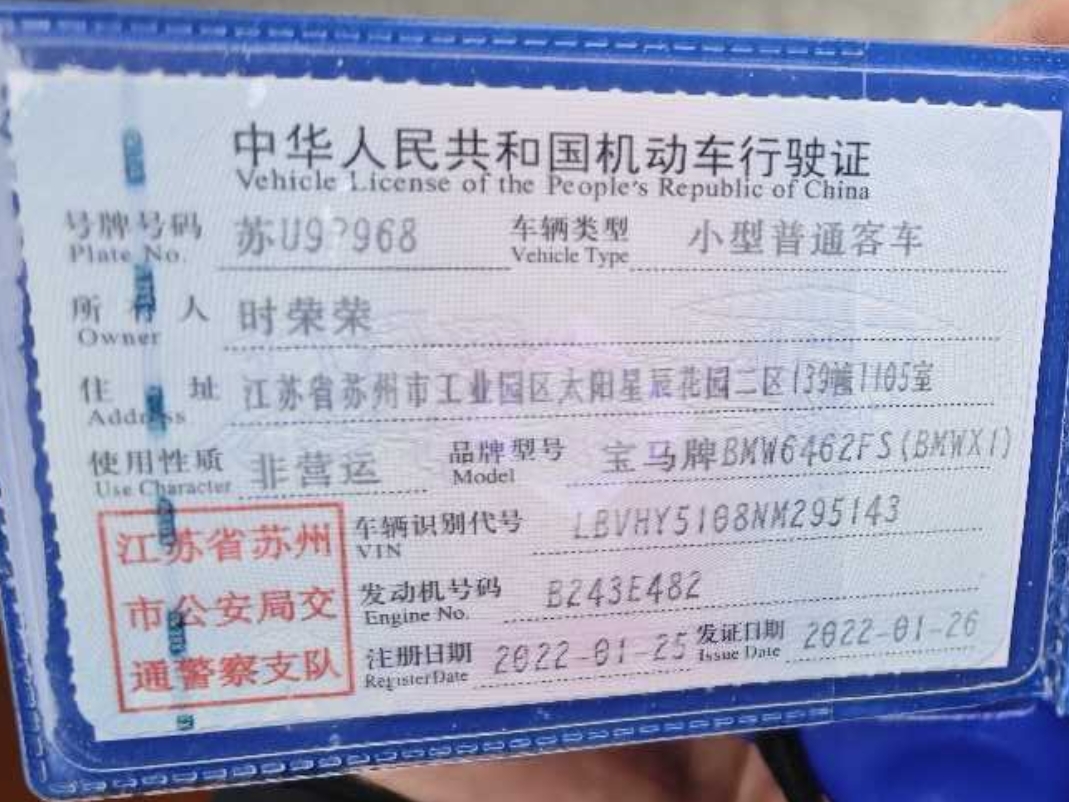 中华人民共和国机动车行驶证
Vehicle License of the People's Republic of China
号牌号码 苏U9?968 车辆类型 小型普通客车
Plate No. Vehicle Type
所有人 时荣荣
Owner
住址 江苏省苏州市工业园区太阳星辰花园二区139幢1105室
Address
使用性质 非营运 品牌型号 宝马牌BMW6462FS(BMWX1)
Use Character Model
江苏省苏州
市公安局交
通警察支队
车辆识别代号 LBVHY5108NM295143
VIN
发动机号码 B243E482
Engine No.
注册日期 2022-01-25 发证日期 2022-01-26
Register Date Issue Date